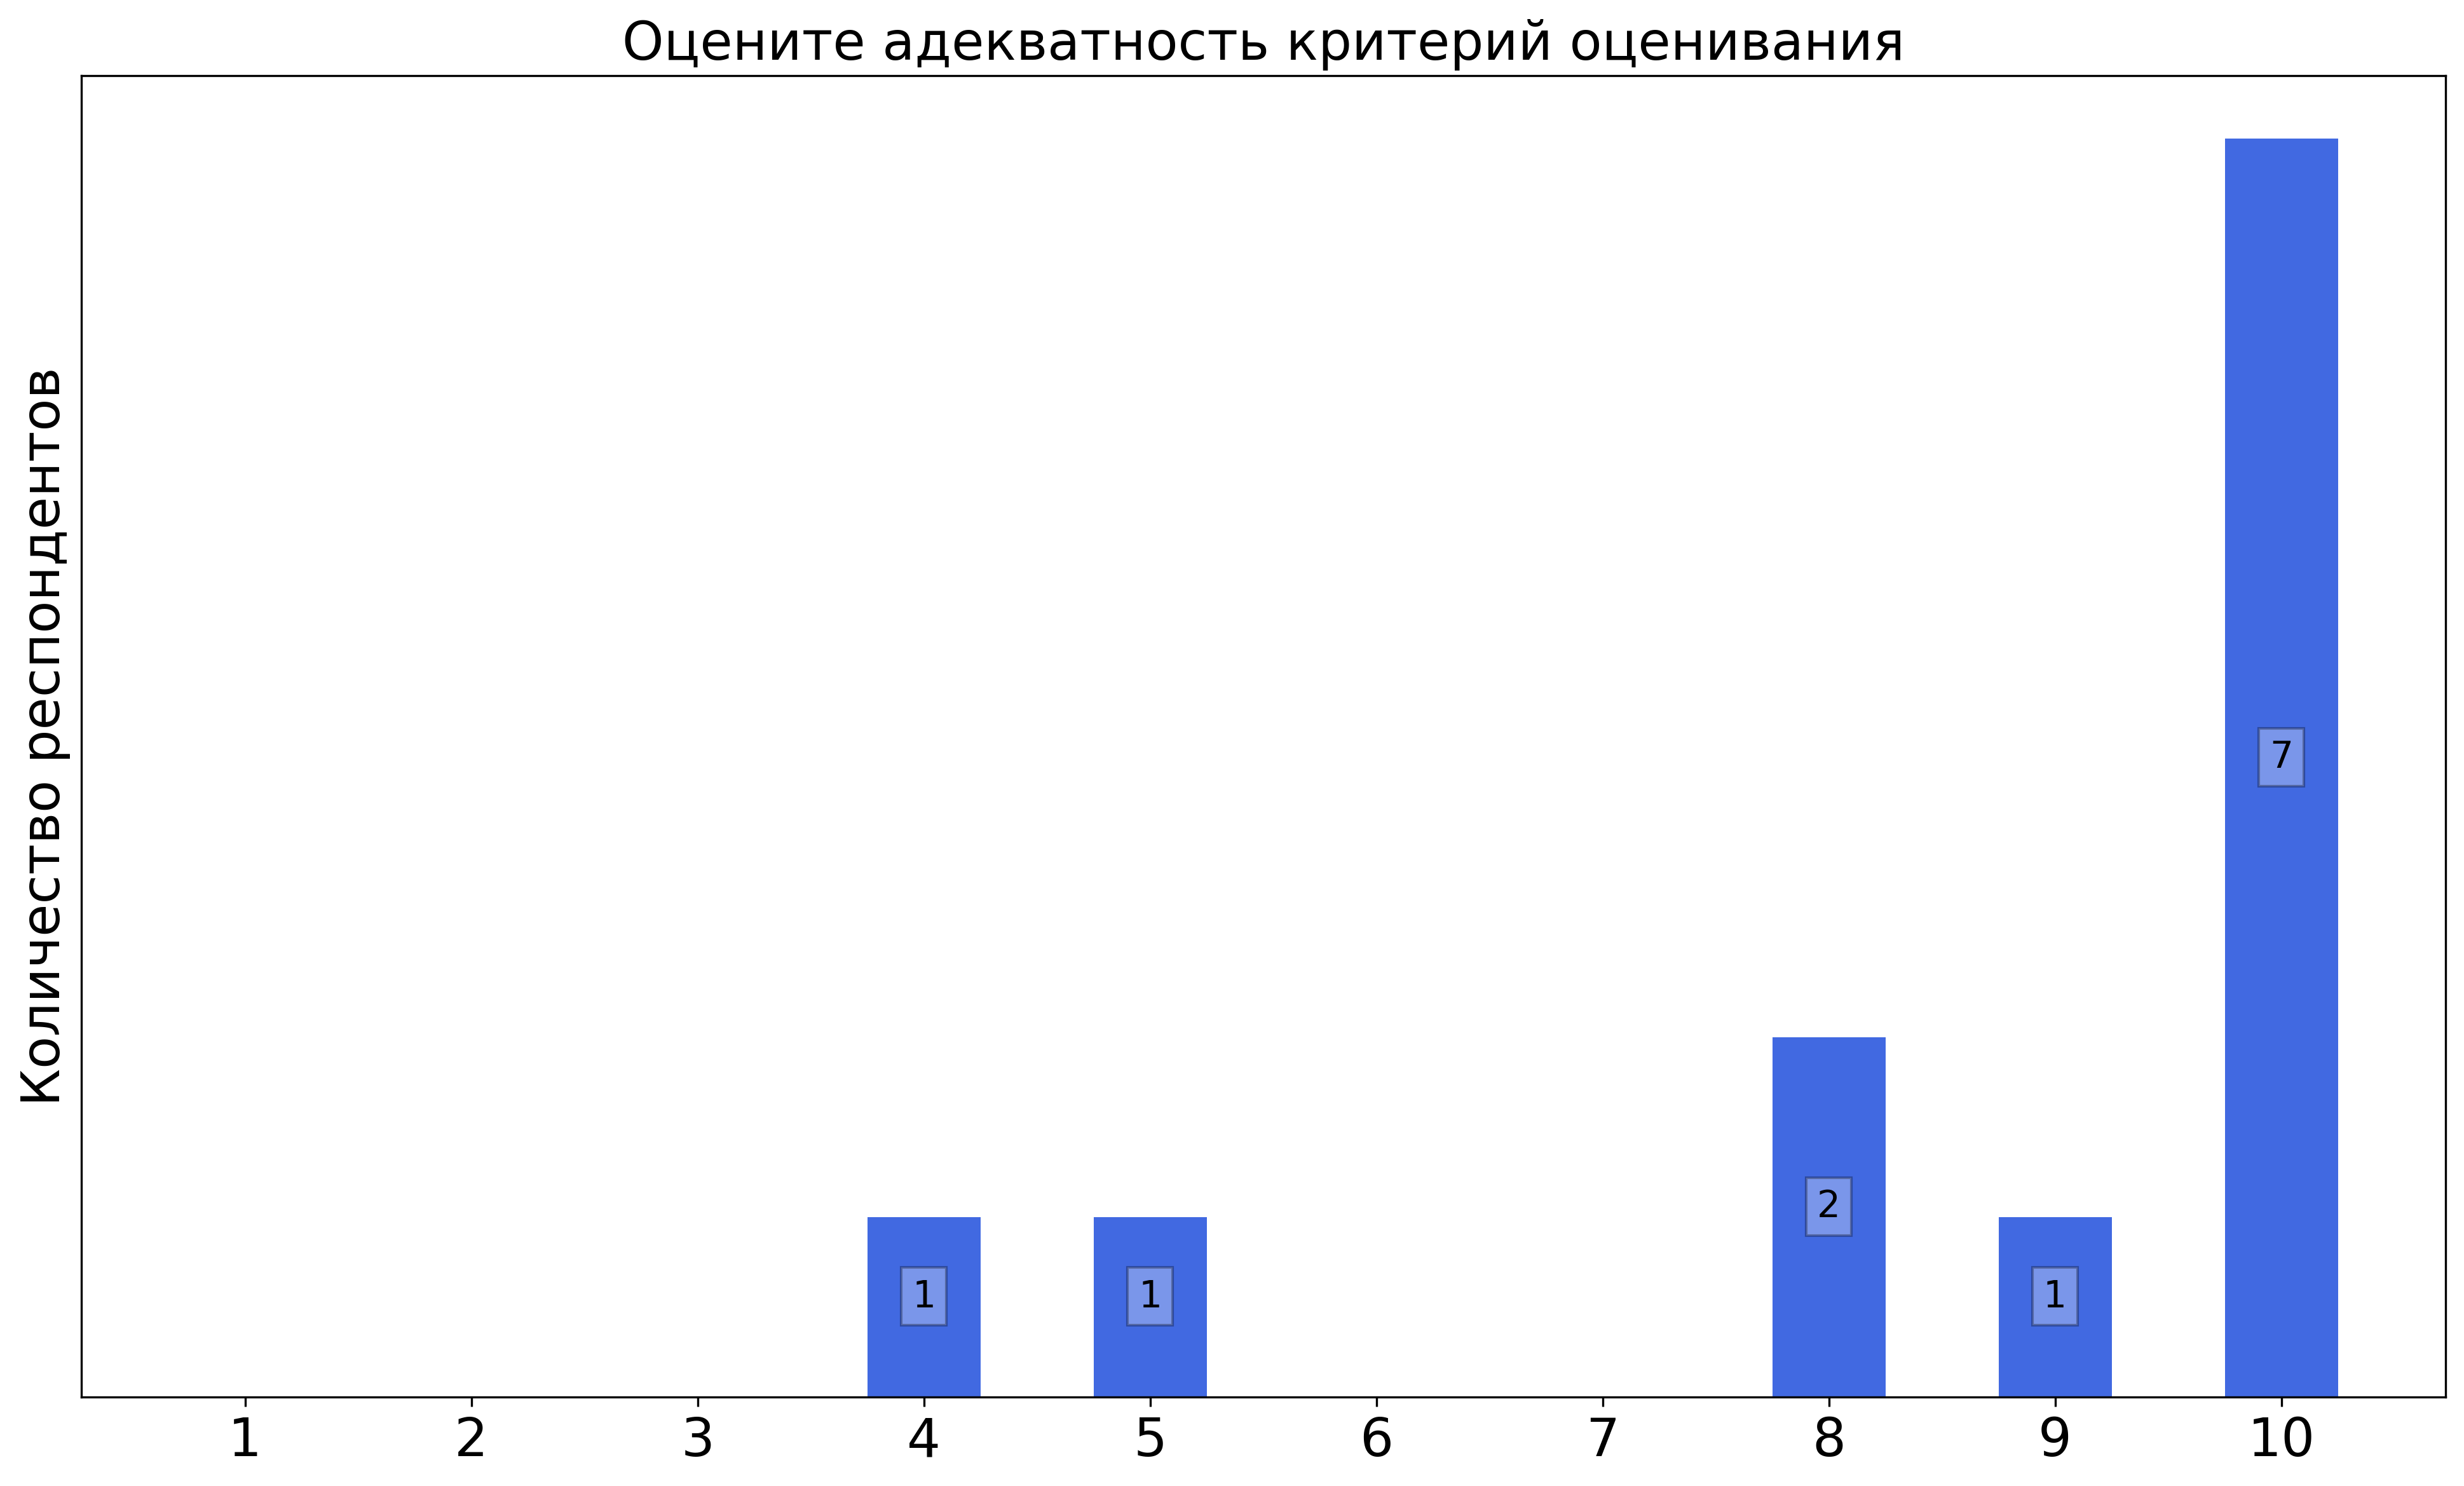 Оцените адекватность критерий оценивания
Количество респондентов
7
2
1
1
1
1 2 3 4 5 6 7 8 9 10